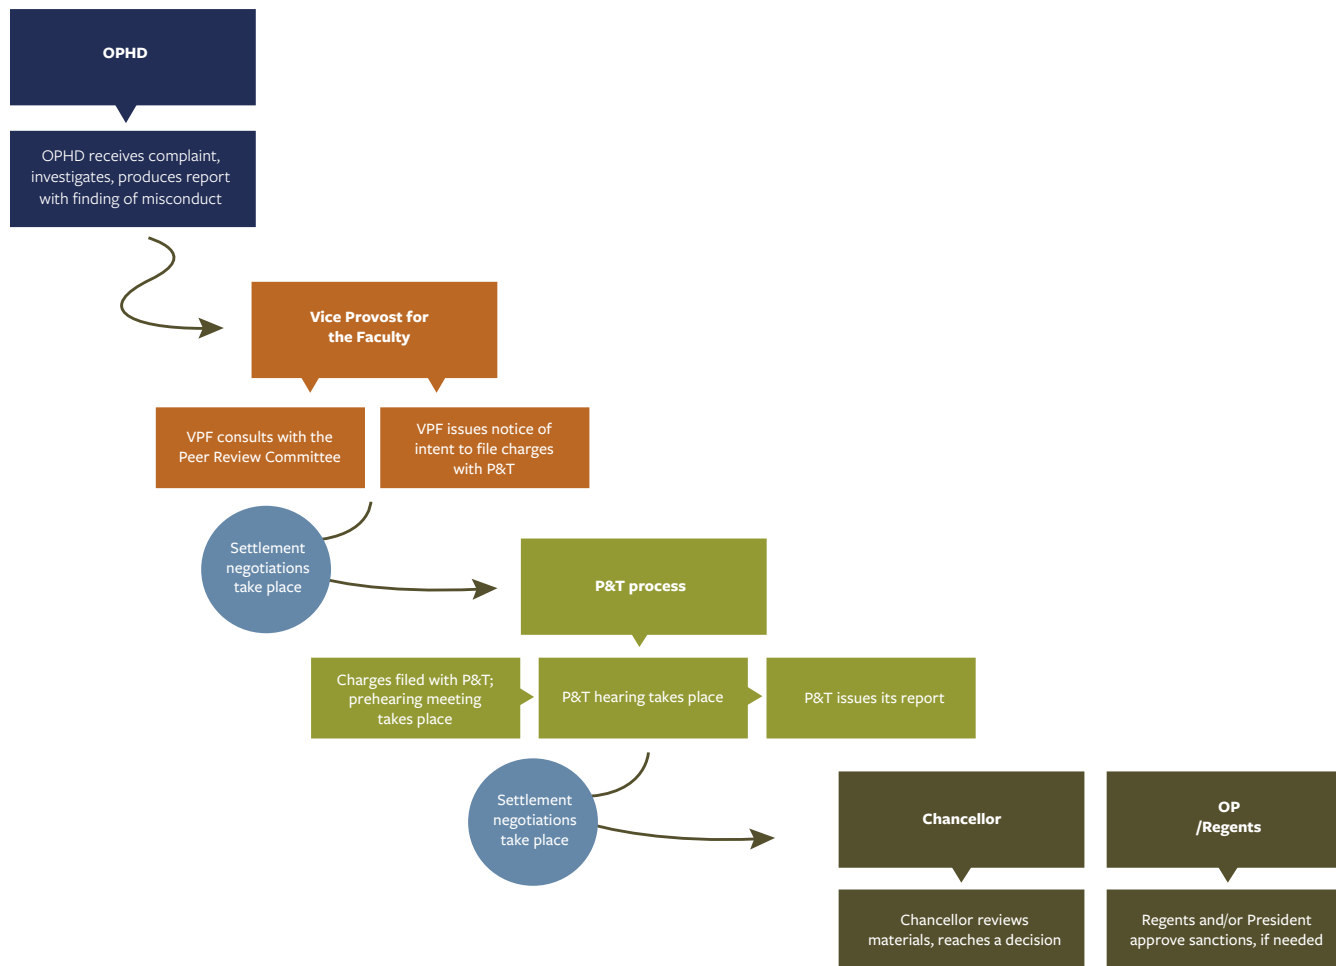 OPHD
OPHD receives complaint,
investigates, produces report
with finding of misconduct
Vice Provost for
the Faculty
VPF consults with the
Peer Review Committee
VPF issues notice of
intent to file charges
with P&T
Settlement
negotiations
take place
P&T process
Charges filed with P&T;
prehearing meeting
takes place
P&T hearing takes place
P&T issues its report
Settlement
negotiations
take place
Chancellor
Chancellor reviews
materials, reaches a decision
OP
/Regents
Regents and/or President
approve sanctions, if needed